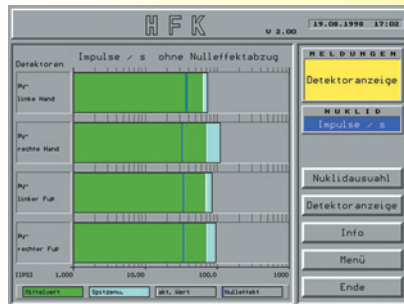 HFK
V 2.00
19.08.1998 17:02
Detektoren
Impulse / s ohne Nulleffektabzug
linke Hand
rechte Hand
linker Fuß
rechter Fuß
[IPS] 1.000 10.00 100.0 1000
Mittelwert
Spitzenw.
akt. Wert
Nulleffekt
MELDUNGEN
Detektoranzeige
NUKLID
Impulse / s
Nuklidauswahl
Detektoranzeige
Info
Menü
Ende